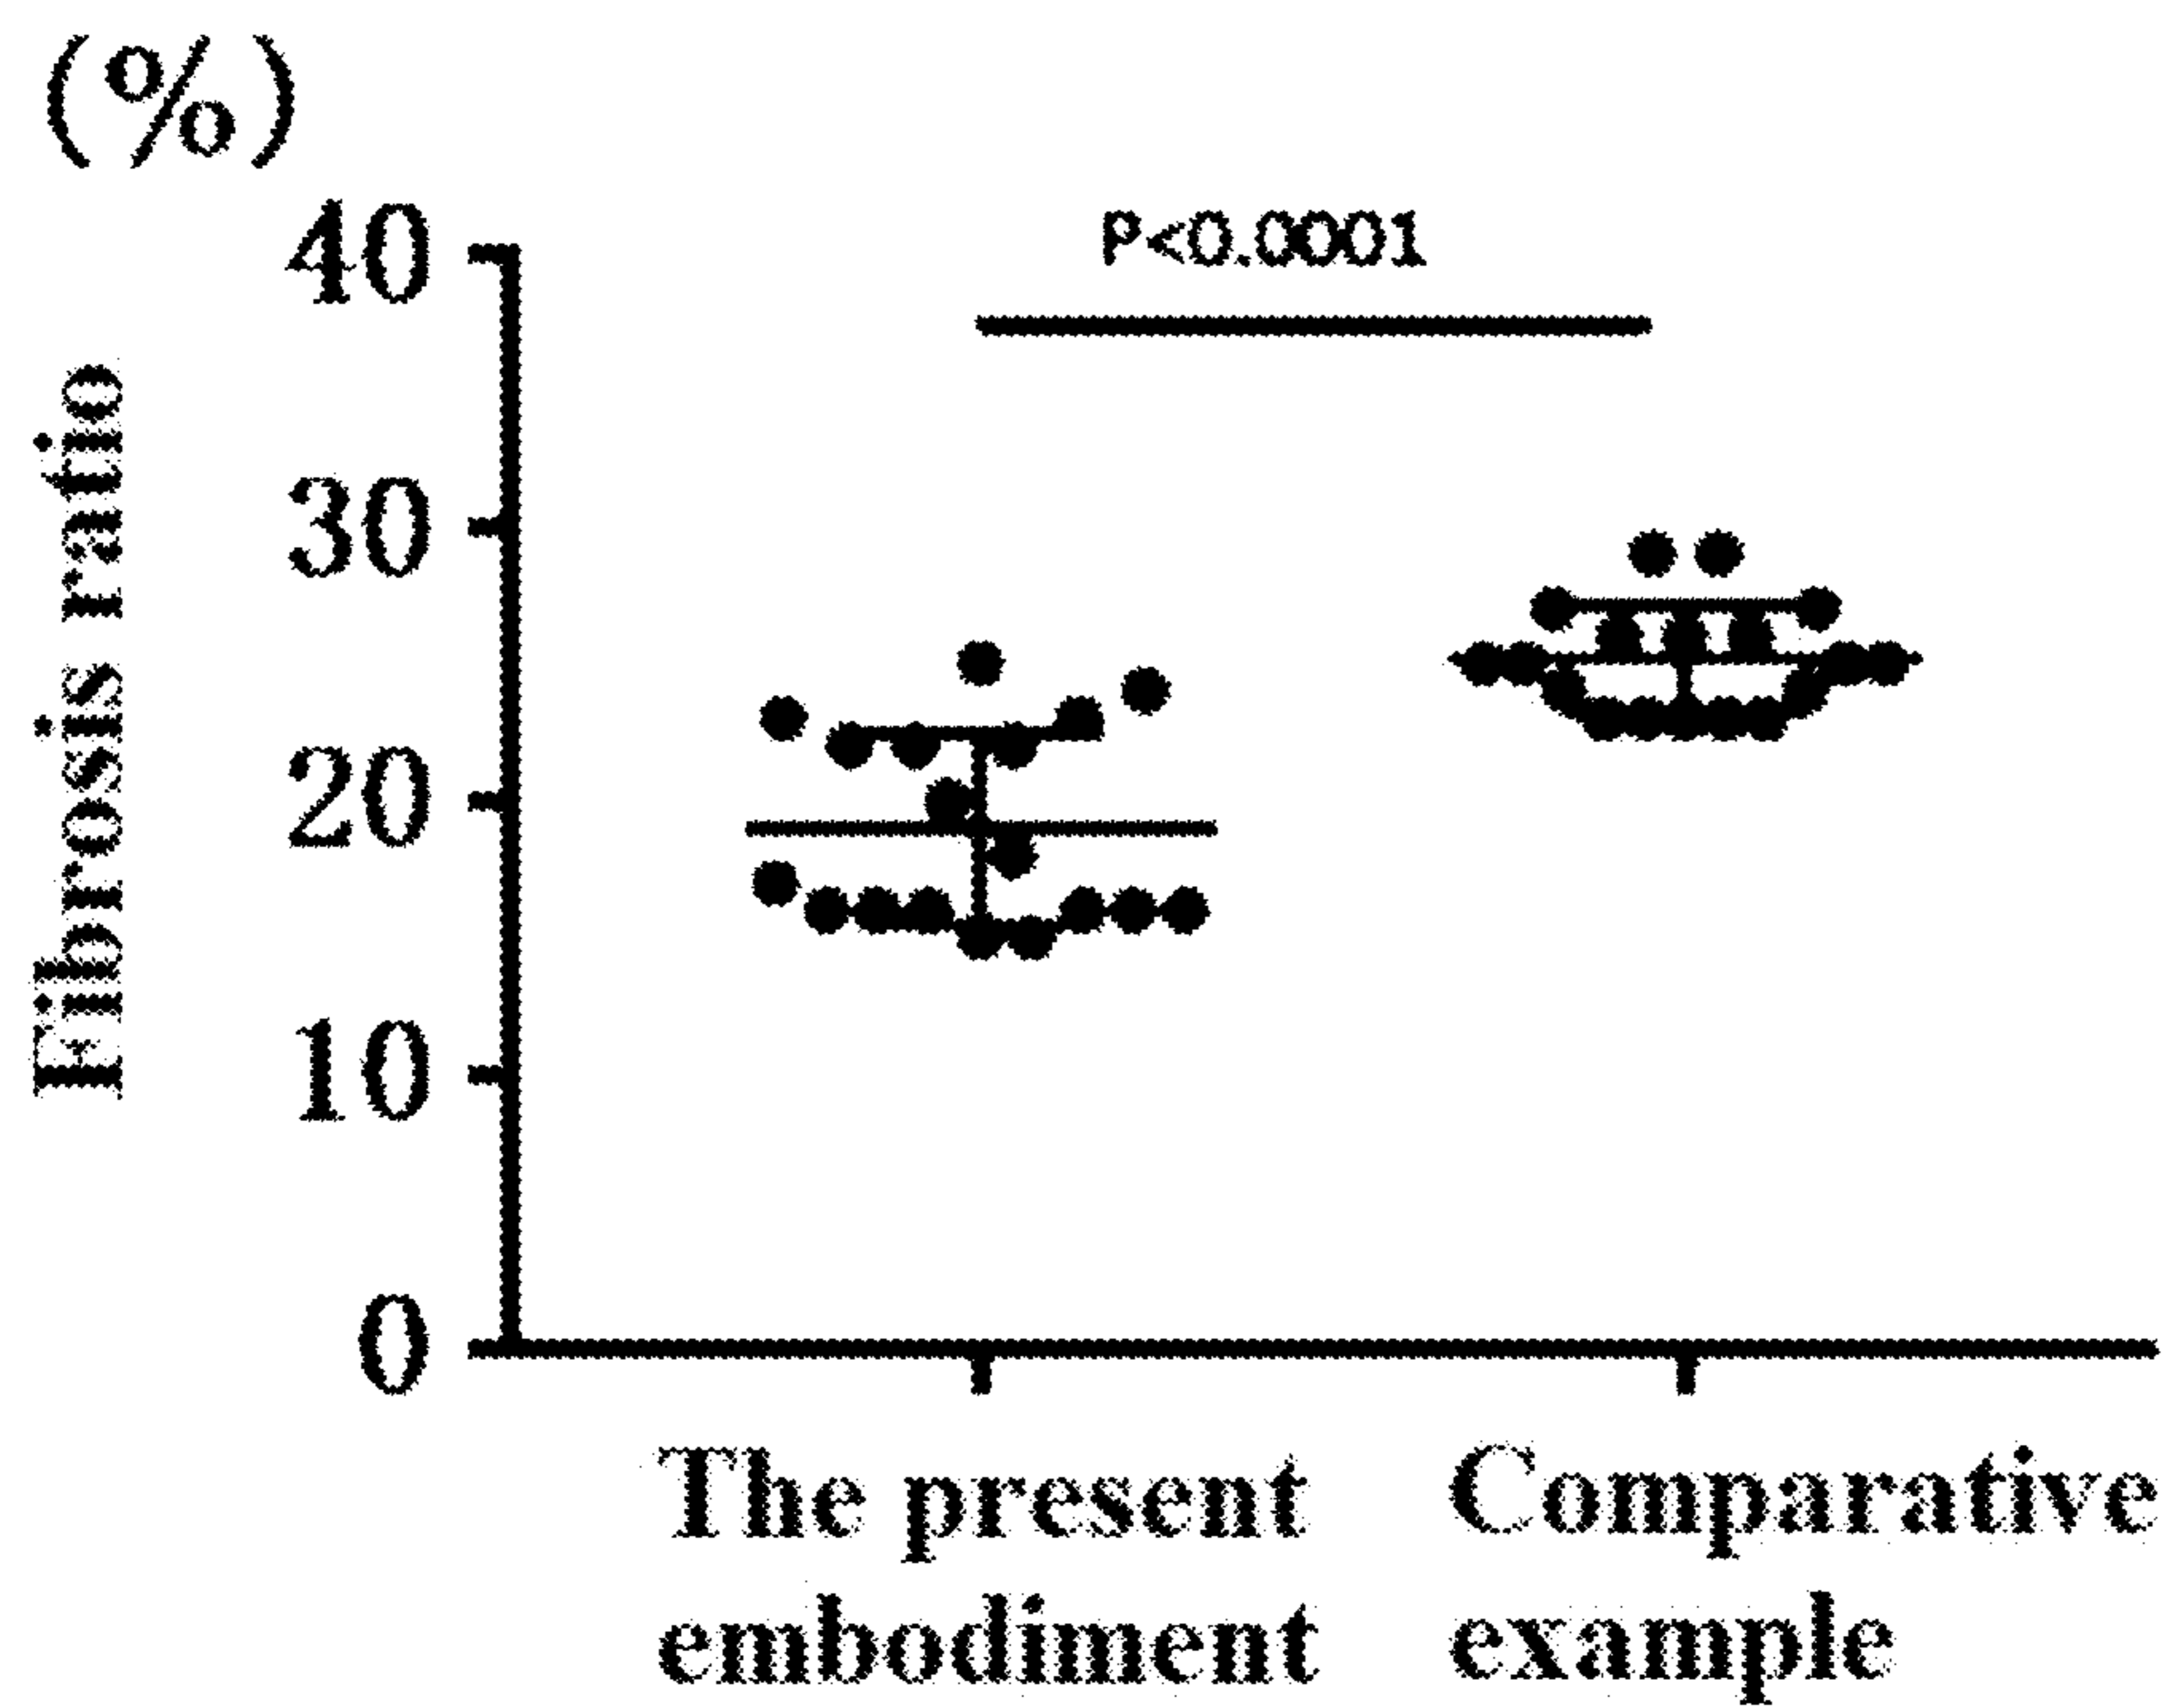 (%)
40
30
20
10
0
Fibrosis ratio
P<0.0001
The present
embodiment
Comparative
example